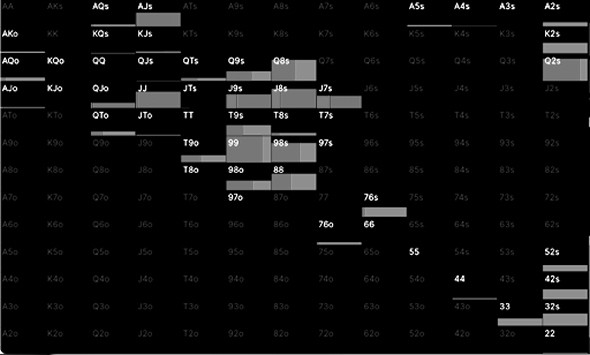 AA AKs AQs AJs ATs A9s A8s A7s A6s A5s A4s A3s A2s
AKo KK KQs KJs KTs K9s K8s K7s K6s K5s K4s K3s K2s
AQo KQo QQ QJs QTs Q9s Q8s Q7s Q6s Q5s Q4s Q3s Q2s
AJo KJo QJo JJ JTs J9s J8s J7s J6s J5s J4s J3s J2s
ATo KTo QTo JTo TT T9s T8s T7s T6s T5s T4s T3s T2s
A9o K9o Q9o J9o T9o 99 98s 97s 96s 95s 94s 93s 92s
A8o K8o Q8o J8o T8o 98o 88 87s 86s 85s 84s 83s 82s
A7o K7o Q7o J7o T7o 97o 87o 77 76s 75s 74s 73s 72s
A6o K6o Q6o J6o T6o 96o 86o 76o 66 65s 64s 63s 62s
A5o K5o Q5o J5o T5o 95o 85o 75o 65o 55 54s 53s 52s
A4o K4o Q4o J4o T4o 94o 84o 74o 64o 54o 44 43s 42s
A3o K3o Q3o J3o T3o 93o 83o 73o 63o 53o 43o 33 32s
A2o K2o Q2o J2o T2o 92o 82o 72o 62o 52o 42o 32o 22